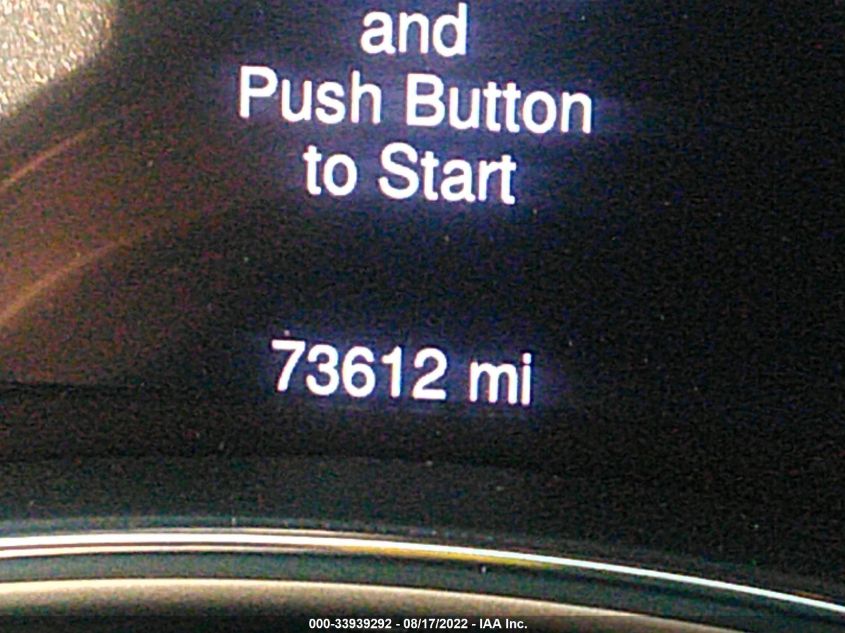 and
Push Button
to Start
73612 mi
000-33939292 - 08/17/2022 - IAA Inc.